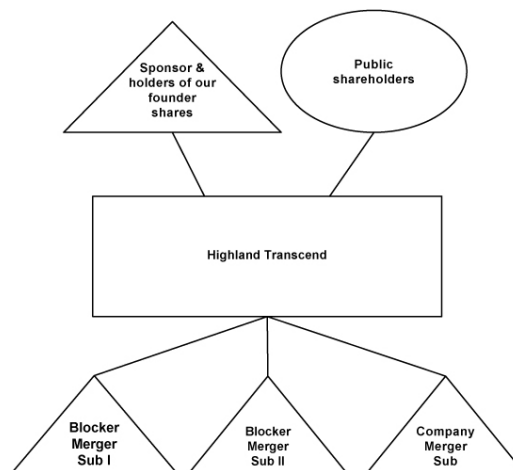 Sponsor &
holders of our
founder
shares
Public
shareholders
Highland Transcend
Blocker
Merger
Sub I
Blocker
Merger
Sub II
Company
Merger
Sub